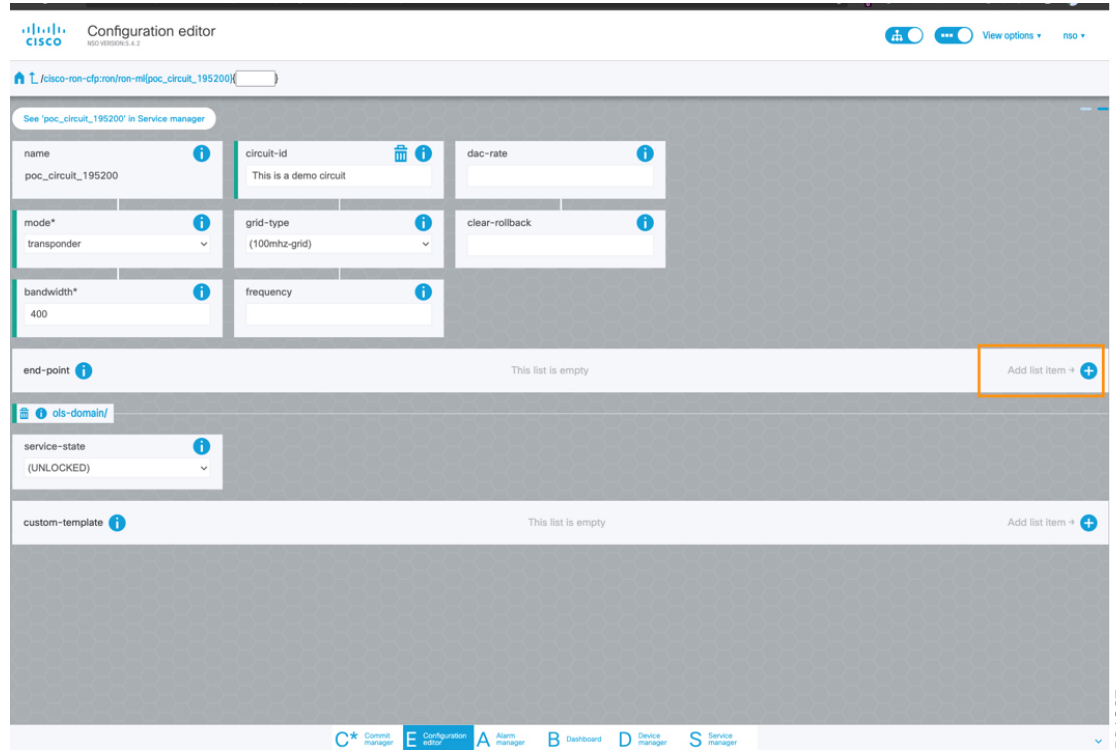 CISCO
Configuration editor
NSO VERSION:5.4.2
View options
nso
/cisco-ron-cfp:ron/ron-ml{poc_circuit_195200}{ }
See 'poc_circuit_195200' in Service manager
name
poc_circuit_195200
circuit-id
This is a demo circuit
dac-rate
mode*
transponder
grid-type
(100mhz-grid)
clear-rollback
bandwidth*
400
frequency
end-point
This list is empty
Add list item
ols-domain/
service-state
(UNLOCKED)
custom-template
This list is empty
Add list item
C* Commit manager
E Configuration editor
A Alarm manager
B Dashboard
D Device manager
S Service manager